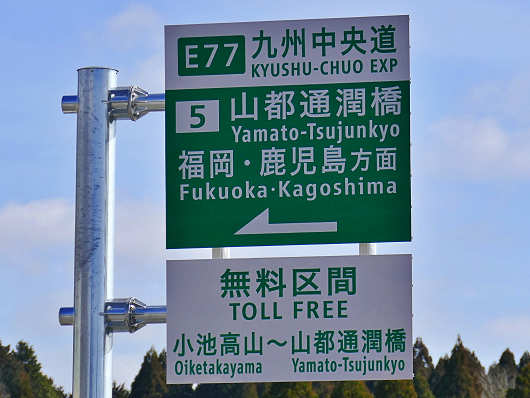 E77 九州中央道
KYUSHU-CHUO EXP
5 山都通潤橋
Yamato-Tsujunkyo
福岡・鹿児島方面
Fukuoka·Kagoshima
無料区間
TOLL FREE
小池高山～山都通潤橋
Oiketakayama Yamato-Tsujunkyo